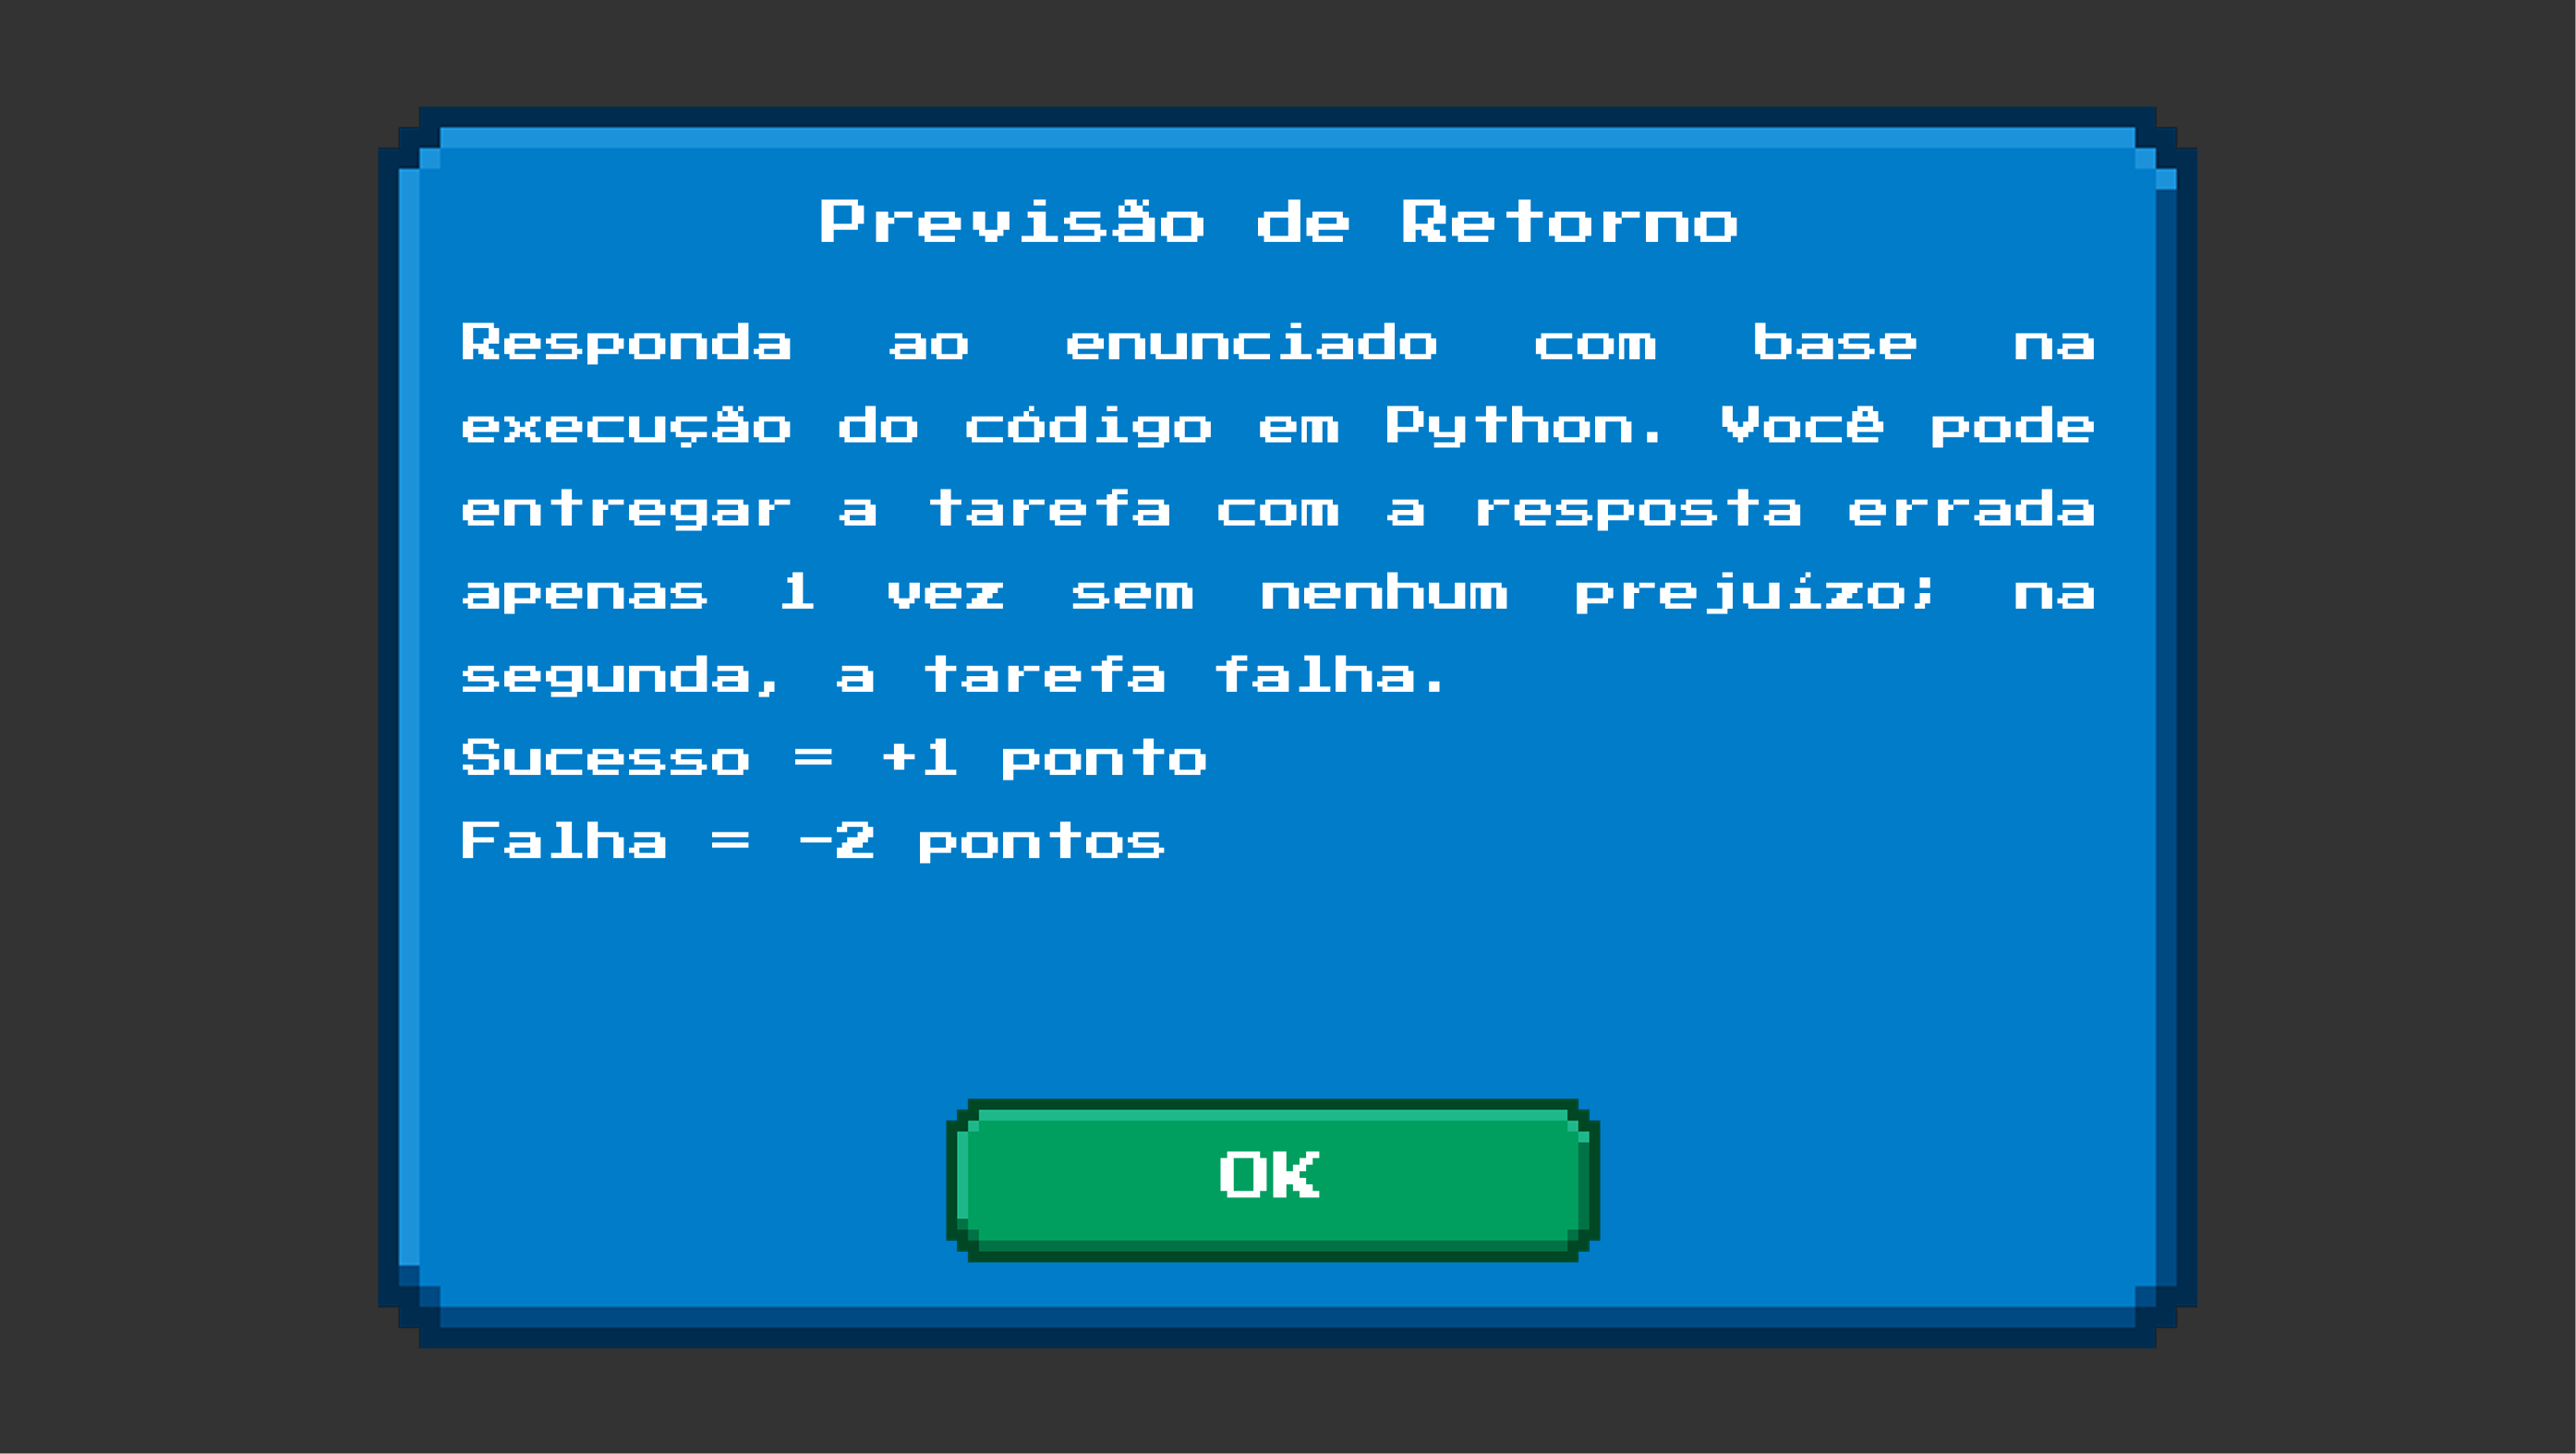 Previsão de Retorno
Responda ao enunciado com base na
execução do código em Python. Você pode
entregar a tarefa com a resposta errada
apenas 1 vez sem nenhum prejuízo; na
segunda, a tarefa falha.
Sucesso = +1 ponto
Falha = -2 pontos
OK